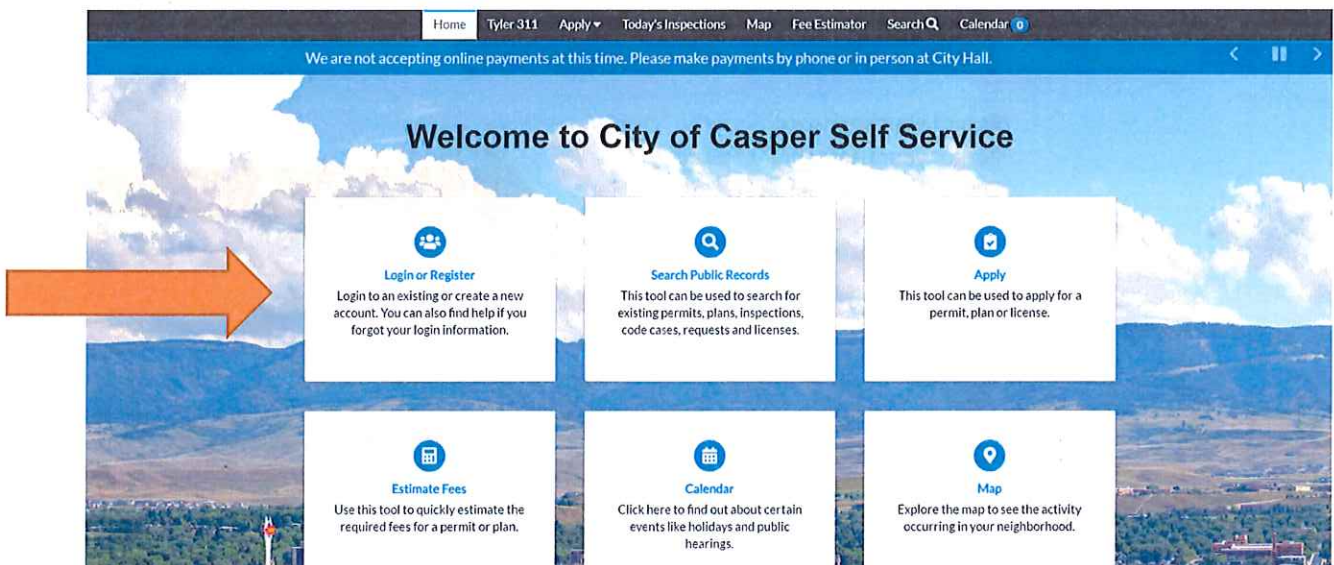 Home Tyler 311 Apply Today's Inspections Map Fee Estimator Search Calendar 0
We are not accepting online payments at this time. Please make payments by phone or in person at City Hall.
Welcome to City of Casper Self Service
Login or Register
Login to an existing or create a new
account. You can also find help if you
forgot your login information.
Search Public Records
This tool can be used to search for
existing permits, plans, inspections,
code cases, requests and licenses.
Apply
This tool can be used to apply for a
permit, plan or license.
Estimate Fees
Use this tool to quickly estimate the
required fees for a permit or plan.
Calendar
Click here to find out about certain
events like holidays and public
hearings.
Map
Explore the map to see the activity
occurring in your neighborhood.